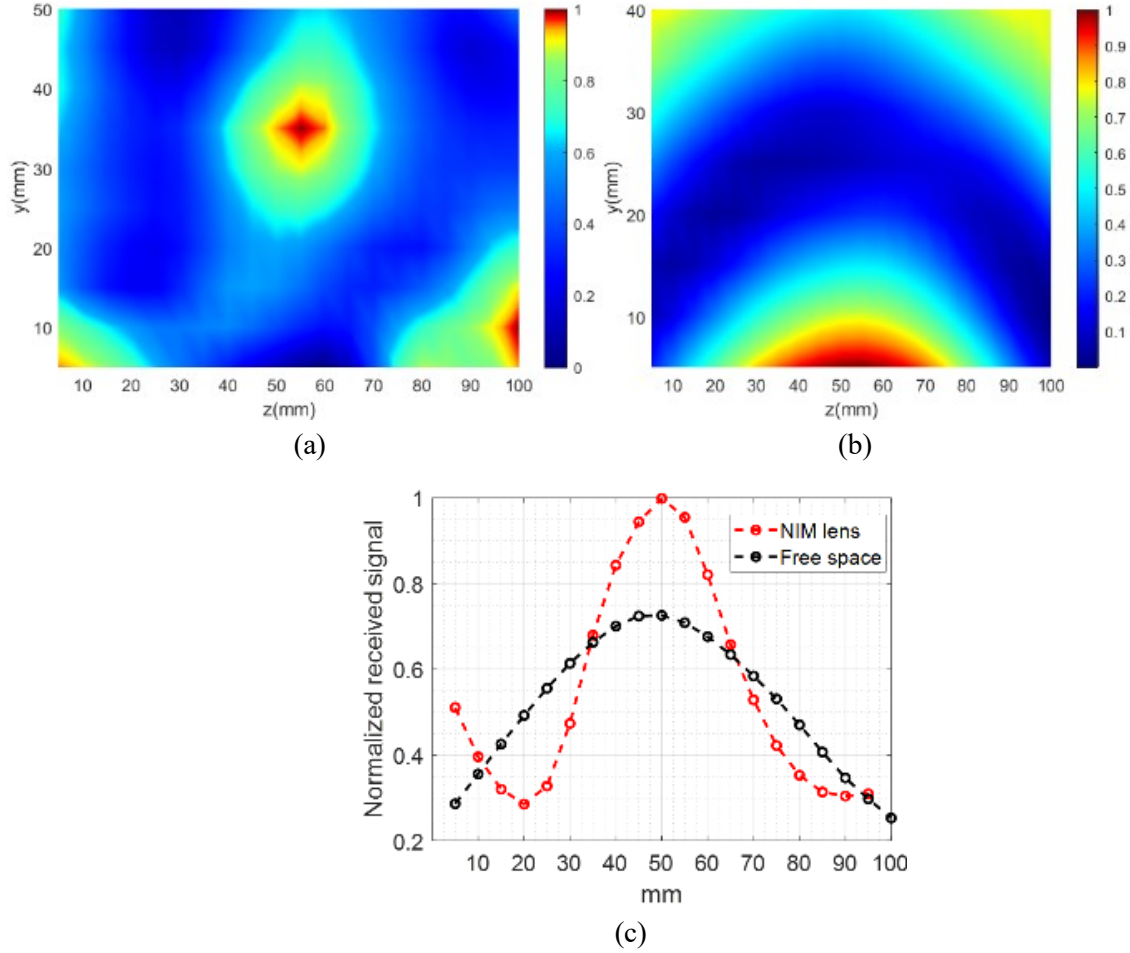 50
40
30
20
10
y(mm)
10 20 30 40 50 60 70 80 90 100
z(mm)
1
0.8
0.6
0.4
0.2
0
(a)
40
30
20
10
y(mm)
10 20 30 40 50 60 70 80 90 100
z(mm)
1
0.9
0.8
0.7
0.6
0.5
0.4
0.3
0.2
0.1
(b)
1
0.8
0.6
0.4
0.2
Normalized received signal
NIM lens
Free space
10 20 30 40 50 60 70 80 90 100
mm
(c)